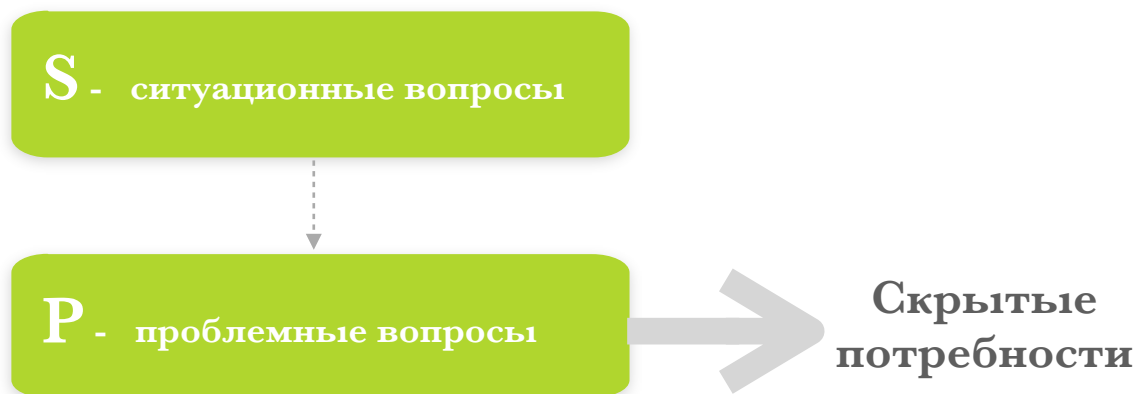 S - ситуационные вопросы
P - проблемные вопросы
Скрытые
потребности